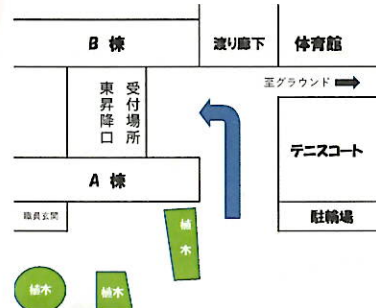 B 棟
渡り廊下
体育館
至グラウンド
東昇降口
受付場所
テニスコート
A 棟
職員玄関
植木
駐輪場
植木
植木